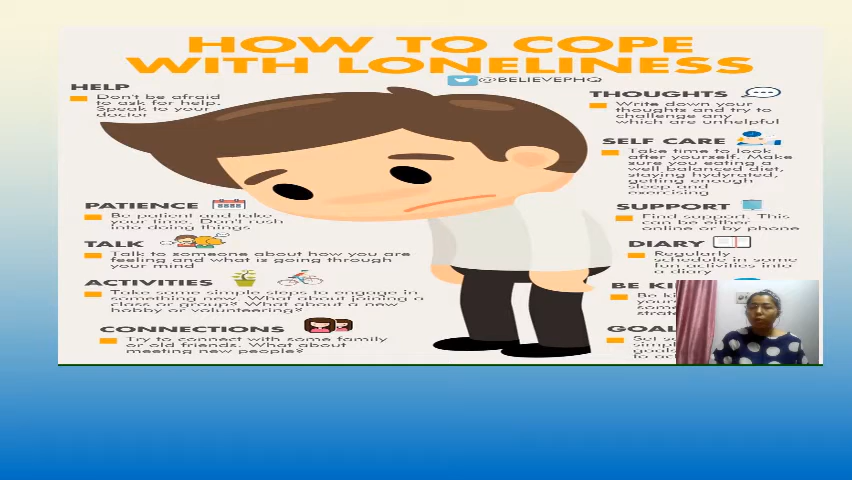 HOW TO COPE
WITH LONELINESS
@BELIEVEPHQ
HELP
Don't be afraid
to ask for help.
Speak to your
doctor
PATIENCE
Be patient and take
your time. Don't rush
into doing things
TALK
Talk to someone about how you are
feeling and what is going through
your mind
ACTIVITIES
Take some simple steps to engage in
something new. What about joining a
class or group? What about a new
hobby or volunteering?
CONNECTIONS
Try to connect with some family
or old friends. What about
meeting new people?
THOUGHTS
Write down your
thoughts and try to
challenge any
which are unhelpful
SELF CARE
Take time to look
after yourself. Make
sure you eating a
well balanced diet,
staying hydyrated,
getting enough
sleep and
exercising
SUPPORT
Find support. This
can be either
online or by phone
DIARY
Regularly
schedule in some
fun activities into
a diary
BE